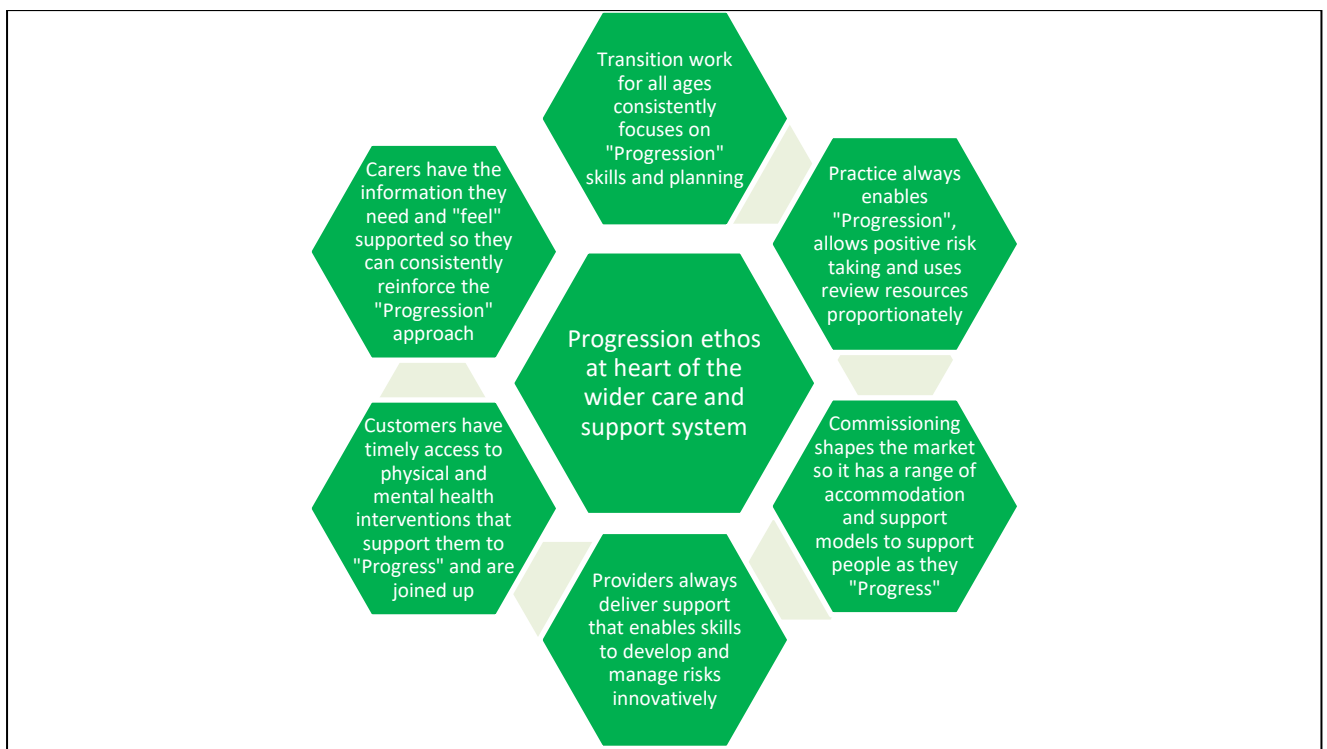 Transition work
for all ages
consistently
focuses on
"Progression"
skills and planning
Practice always
enables
"Progression",
allows positive risk
taking and uses
review resources
proportionately
Commissioning
shapes the market
so it has a range of
accommodation
and support
models to support
people as they
"Progress"
Providers always
deliver support
that enables skills
to develop and
manage risks
innovatively
Customers have
timely access to
physical and
mental health
interventions that
support them to
"Progress" and are
joined up
Carers have the
information they
need and "feel"
supported so they
can consistently
reinforce the
"Progression"
approach
Progression ethos
at heart of the
wider care and
support system